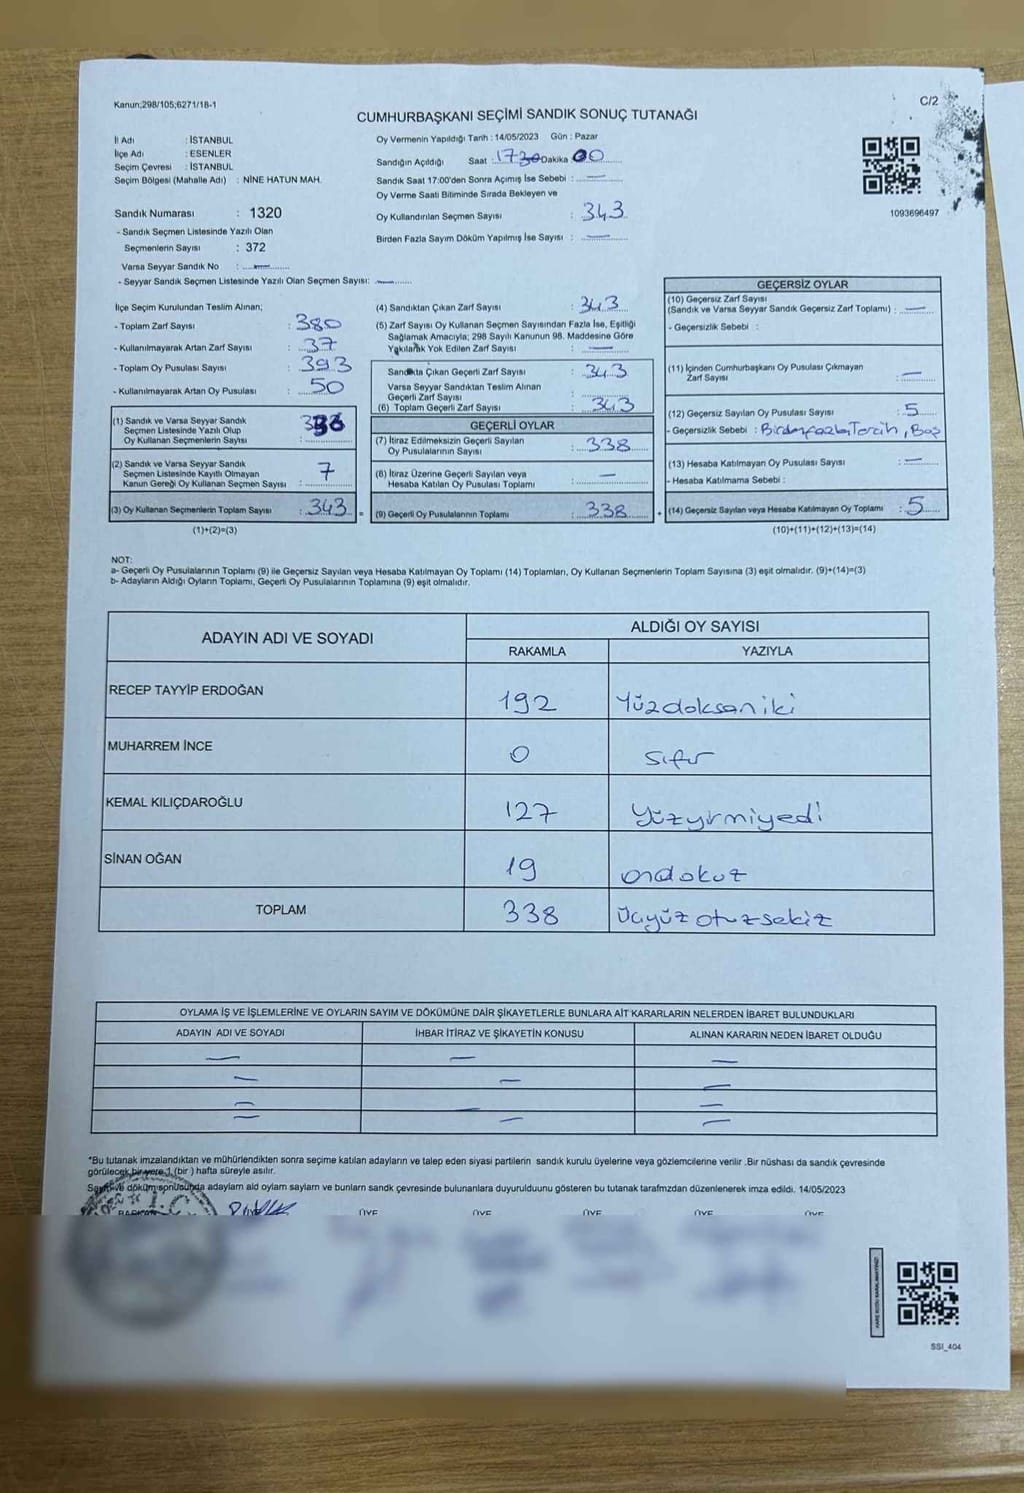 Kanun;298/105;6271/18-1
C/2
CUMHURBAŞKANI SEÇİMİ SANDIK SONUÇ TUTANAĞI
İl Adı : İSTANBUL
İlçe Adı : ESENLER
Seçim Çevresi : İSTANBUL
Seçim Bölgesi (Mahalle Adı) : NİNE HATUN MAH.
Sandık Numarası : 1320
- Sandık Seçmen Listesinde Yazılı Olan
Seçmenlerin Sayısı : 372
Varsa Seyyar Sandık No : —
- Seyyar Sandık Seçmen Listesinde Yazılı Olan Seçmen Sayısı: —
Oy Vermenin Yapıldığı Tarih : 14/05/2023 Gün : Pazar
Sandığın Açıldığı Saat : 17 Dakika 00
Sandık Saat 17:00'den Sonra Açımış İse Sebebi : —
Oy Verme Saati Bitiminde Sırada Bekleyen ve
Oy Kullandırılan Seçmen Sayısı : 343
Birden Fazla Sayım Döküm Yapılmış İse Sayısı : —
1093696497
İlçe Seçim Kurulundan Teslim Alınan;
- Toplam Zarf Sayısı : 380
- Kullanılmayarak Artan Zarf Sayısı : 37
- Toplam Oy Pusulası Sayısı : 393
- Kullanılmayarak Artan Oy Pusulası : 50
(1) Sandık ve Varsa Seyyar Sandık
Seçmen Listesinde Yazılı Olup
Oy Kullanan Seçmenlerin Sayısı : 336
(2) Sandık ve Varsa Seyyar Sandık
Seçmen Listesinde Kayıtlı Olmayan
Kanun Gereği Oy Kullanan Seçmen Sayısı : 7
(3) Oy Kullanan Seçmenlerin Toplam Sayısı : 343
(1)+(2)=(3)
(4) Sandıktan Çıkan Zarf Sayısı : 343
(5) Zarf Sayısı Oy Kullanan Seçmen Sayısından Fazla İse, Eşitliği
Sağlamak Amacıyla; 298 Sayılı Kanunun 98. Maddesine Göre
Yakılarak Yok Edilen Zarf Sayısı : —
Sandıkta Çıkan Geçerli Zarf Sayısı : 343
Varsa Seyyar Sandıktan Teslim Alınan
Geçerli Zarf Sayısı :
(6) Toplam Geçerli Zarf Sayısı : 343
GEÇERLİ OYLAR
(7) İtiraz Edilmeksizin Geçerli Sayılan
Oy Pusulalarının Sayısı : 338
(8) İtiraz Üzerine Geçerli Sayılan veya
Hesaba Katılan Oy Pusulası Toplamı : —
= (9) Geçerli Oy Pusulalarının Toplamı : 338 +
GEÇERSİZ OYLAR
(10) Geçersiz Zarf Sayısı
(Sandık ve Varsa Seyyar Sandık Geçersiz Zarf Toplamı) : —
- Geçersizlik Sebebi :
(11) İçinden Cumhurbaşkanı Oy Pusulası Çıkmayan
Zarf Sayısı : —
(12) Geçersiz Sayılan Oy Pusulası Sayısı : 5
- Geçersizlik Sebebi : Birden fazla Tercih, Boş
(13) Hesaba Katılmayan Oy Pusulası Sayısı : —
- Hesaba Katılmama Sebebi :
(14) Geçersiz Sayılan veya Hesaba Katılmayan Oy Toplamı : 5
(10)+(11)+(12)+(13)=(14)
NOT:
a- Geçerli Oy Pusulalarının Toplamı (9) ile Geçersiz Sayılan veya Hesaba Katılmayan Oy Toplamı (14) Toplamları, Oy Kullanan Seçmenlerin Toplam Sayısına (3) eşit olmalıdır. (9)+(14)=(3)
b- Adayların Aldığı Oyların Toplamı, Geçerli Oy Pusulalarının Toplamına (9) eşit olmalıdır.
ADAYIN ADI VE SOYADI
ALDIĞI OY SAYISI
RAKAMLA YAZIYLA
RECEP TAYYİP ERDOĞAN 192 Yüzdoksaniki
MUHARREM İNCE 0 sıfır
KEMAL KILIÇDAROĞLU 127 Yüzyirmiyedi
SİNAN OĞAN 19 ondokuz
TOPLAM 338 Üçyüzotuzsekiz
OYLAMA İŞ VE İŞLEMLERİNE VE OYLARIN SAYIM VE DÖKÜMÜNE DAİR ŞİKAYETLERLE BUNLARA AİT KARARLARIN NELERDEN İBARET BULUNDUKLARI
ADAYIN ADI VE SOYADI İHBAR İTİRAZ VE ŞİKAYETİN KONUSU ALINAN KARARIN NEDEN İBARET OLDUĞU
*Bu tutanak imzalandıktan ve mühürlendikten sonra seçime katılan adayların ve talep eden siyasi partilerin sandık kurulu üyelerine veya gözlemcilerine verilir .Bir nüshası da sandık çevresinde
görülecek bir yere 1 (bir ) hafta süreyle asılır.
Sayım ve döküm sonucunda adaylarm ald oylarm saylarm ve bunlarn sandk çevresinde bulunanlara duyurulduunu gösteren bu tutanak tarafmzdan düzenlenerek imza edildi. 14/05/2023
BAŞKAN ÜYE ÜYE ÜYE ÜYE ÜYE
T.C.
SSI_404